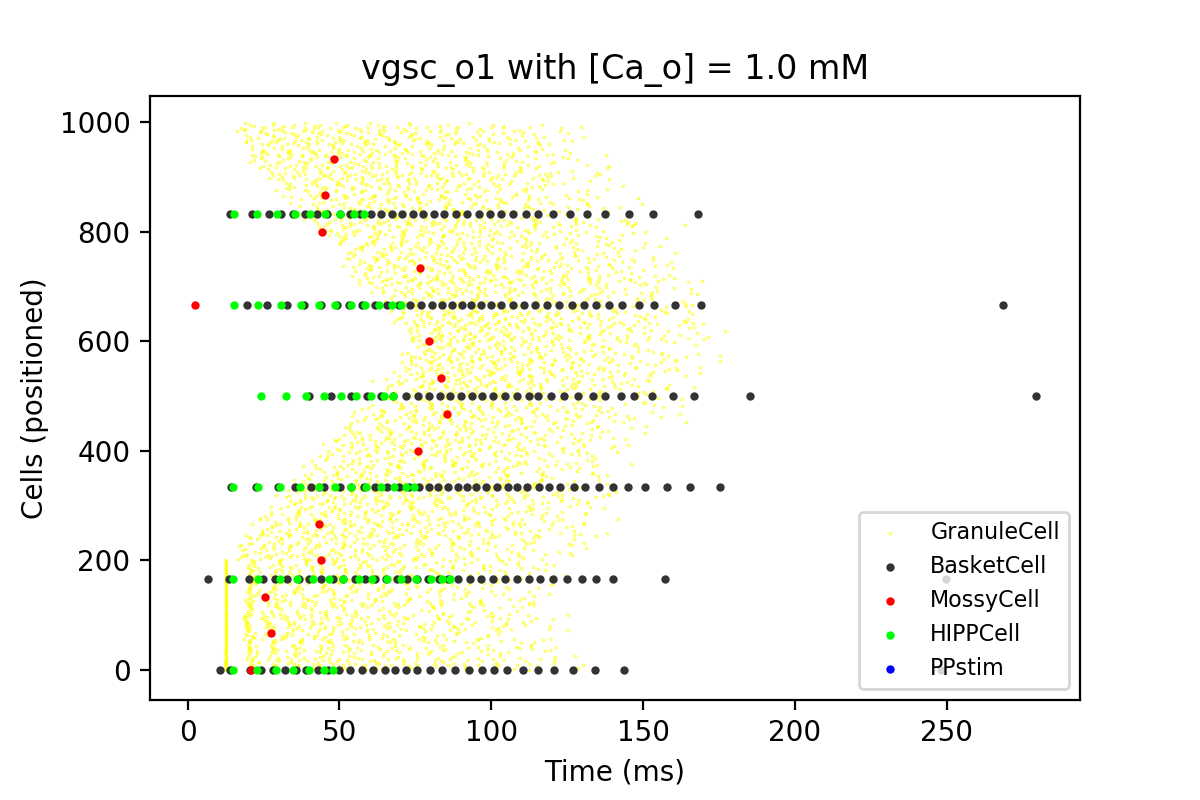 vgsc_o1 with [Ca_o] = 1.0 mM
1000
800
600
400
200
0
Cells (positioned)
0
50
100
150
200
250
Time (ms)
GranuleCell
BasketCell
MossyCell
HIPPCell
PPstim